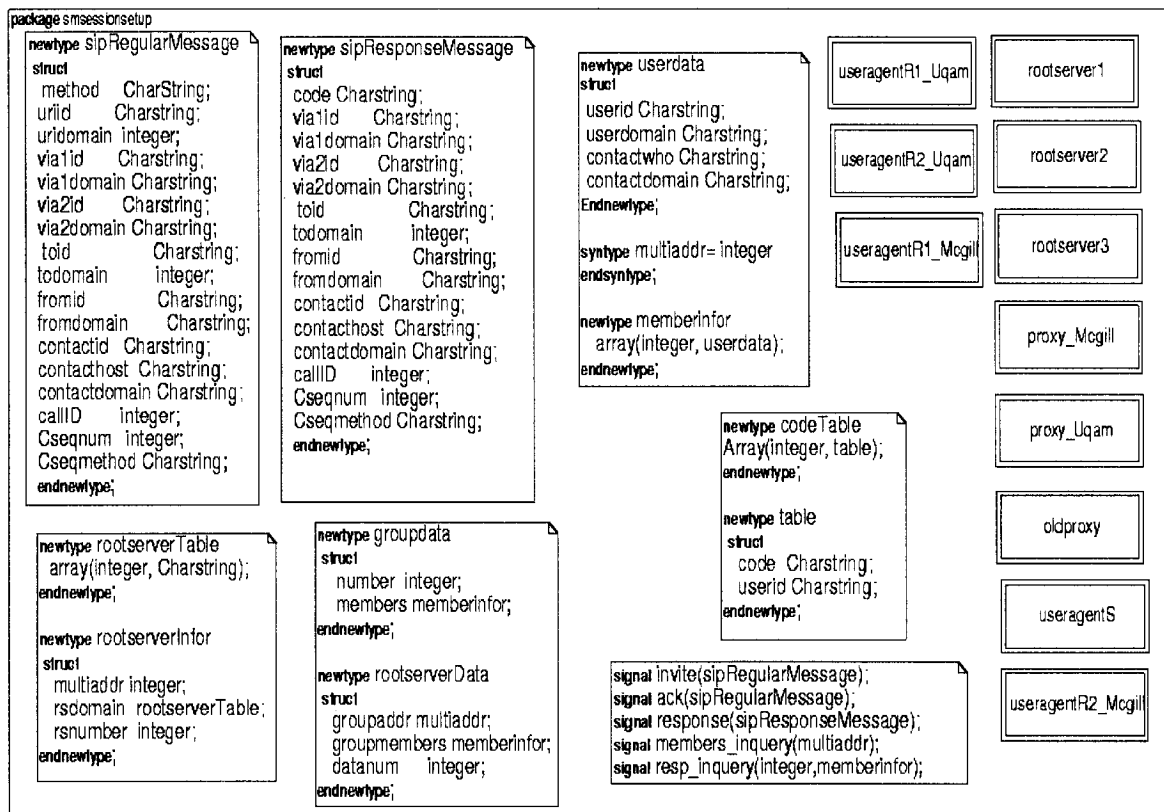 package smsessionsetup
newtype sipRegularMessage
struct
method CharString;
uriid Charstring;
uridomain integer;
via1id Charstring;
via1domain Charstring;
via2id Charstring;
via2domain Charstring;
toid Charstring;
todomain integer;
fromid Charstring;
fromdomain Charstring;
contactid Charstring;
contacthost Charstring;
contactdomain Charstring;
callID integer;
Cseqnum integer;
Cseqmethod Charstring;
endnewtype;
newtype sipResponseMessage
struct
code Charstring;
via1id Charstring;
via1domain Charstring;
via2id Charstring;
via2domain Charstring;
toid Charstring;
todomain integer;
fromid Charstring;
fromdomain Charstring;
contactid Charstring;
contacthost Charstring;
contactdomain Charstring;
callID integer;
Cseqnum integer;
Cseqmethod Charstring;
endnewtype;
newtype userdata
struct
userid Charstring;
userdomain Charstring;
contactwho Charstring;
contactdomain Charstring;
Endnewtype;
syntype multiaddr= integer
endsyntype;
newtype memberinfor
array(integer, userdata);
endnewtype;
useragentR1_Uqam
useragentR2_Uqam
useragentR1_Mcgill
rootserver1
rootserver2
rootserver3
proxy_Mcgill
proxy_Uqam
oldproxy
useragentS
useragentR2_Mcgill
newtype codeTable
Array(integer, table);
endnewtype;
newtype table
struct
code Charstring;
userid Charstring;
endnewtype;
newtype rootserverTable
array(integer, Charstring);
endnewtype;
newtype rootserverInfor
struct
multiaddr integer;
rsdomain rootserverTable;
rsnumber integer;
endnewtype;
newtype groupdata
struct
number integer;
members memberinfor;
endnewtype;
newtype rootserverData
struct
groupaddr multiaddr;
groupmembers memberinfor;
datanum integer;
endnewtype;
signal invite(sipRegularMessage);
signal ack(sipRegularMessage);
signal response(sipResponseMessage);
signal members_inquery(multiaddr);
signal resp_inquery(integer,memberinfor);